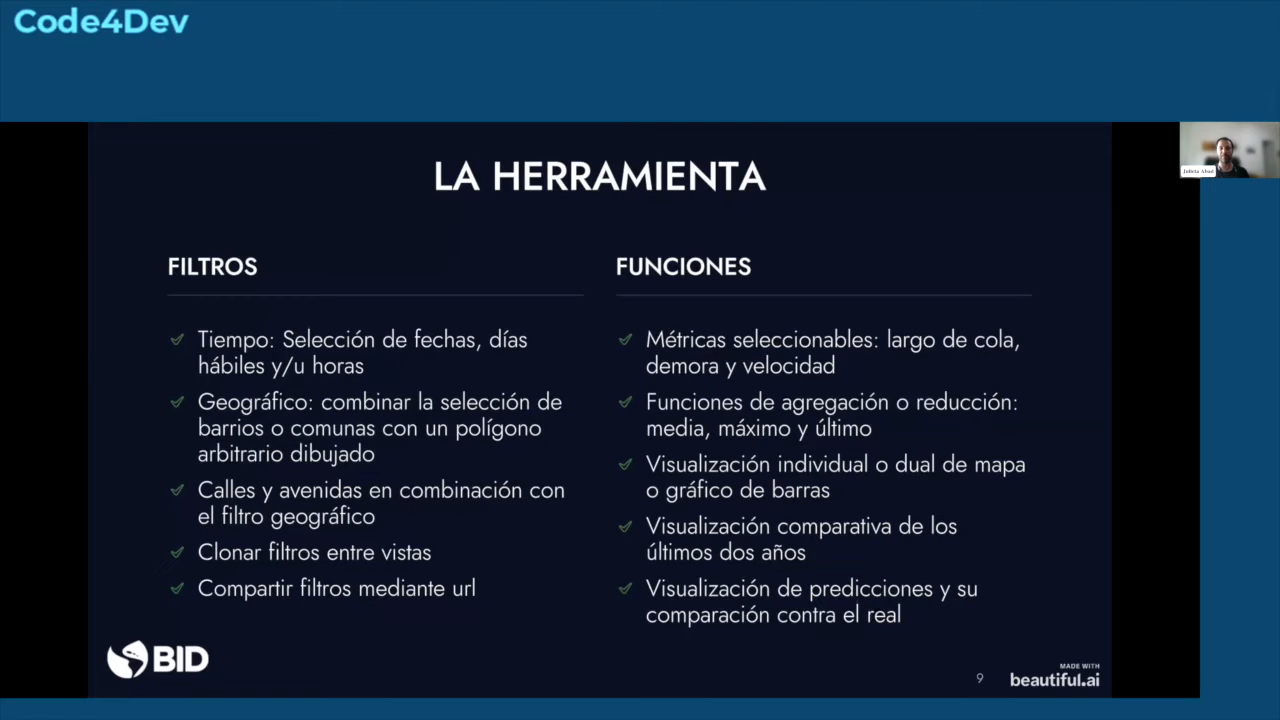 Code4Dev
LA HERRAMIENTA
FILTROS
Tiempo: Selección de fechas, días
hábiles y/u horas
Geográfico: combinar la selección de
barrios o comunas con un polígono
arbitrario dibujado
Calles y avenidas en combinación con
el filtro geográfico
Clonar filtros entre vistas
Compartir filtros mediante url
FUNCIONES
Métricas seleccionables: largo de cola,
demora y velocidad
Funciones de agregación o reducción:
media, máximo y último
Visualización individual o dual de mapa
o gráfico de barras
Visualización comparativa de los
últimos dos años
Visualización de predicciones y su
comparación contra el real
BID
9
MADE WITH
beautiful.ai
Julieta Abad